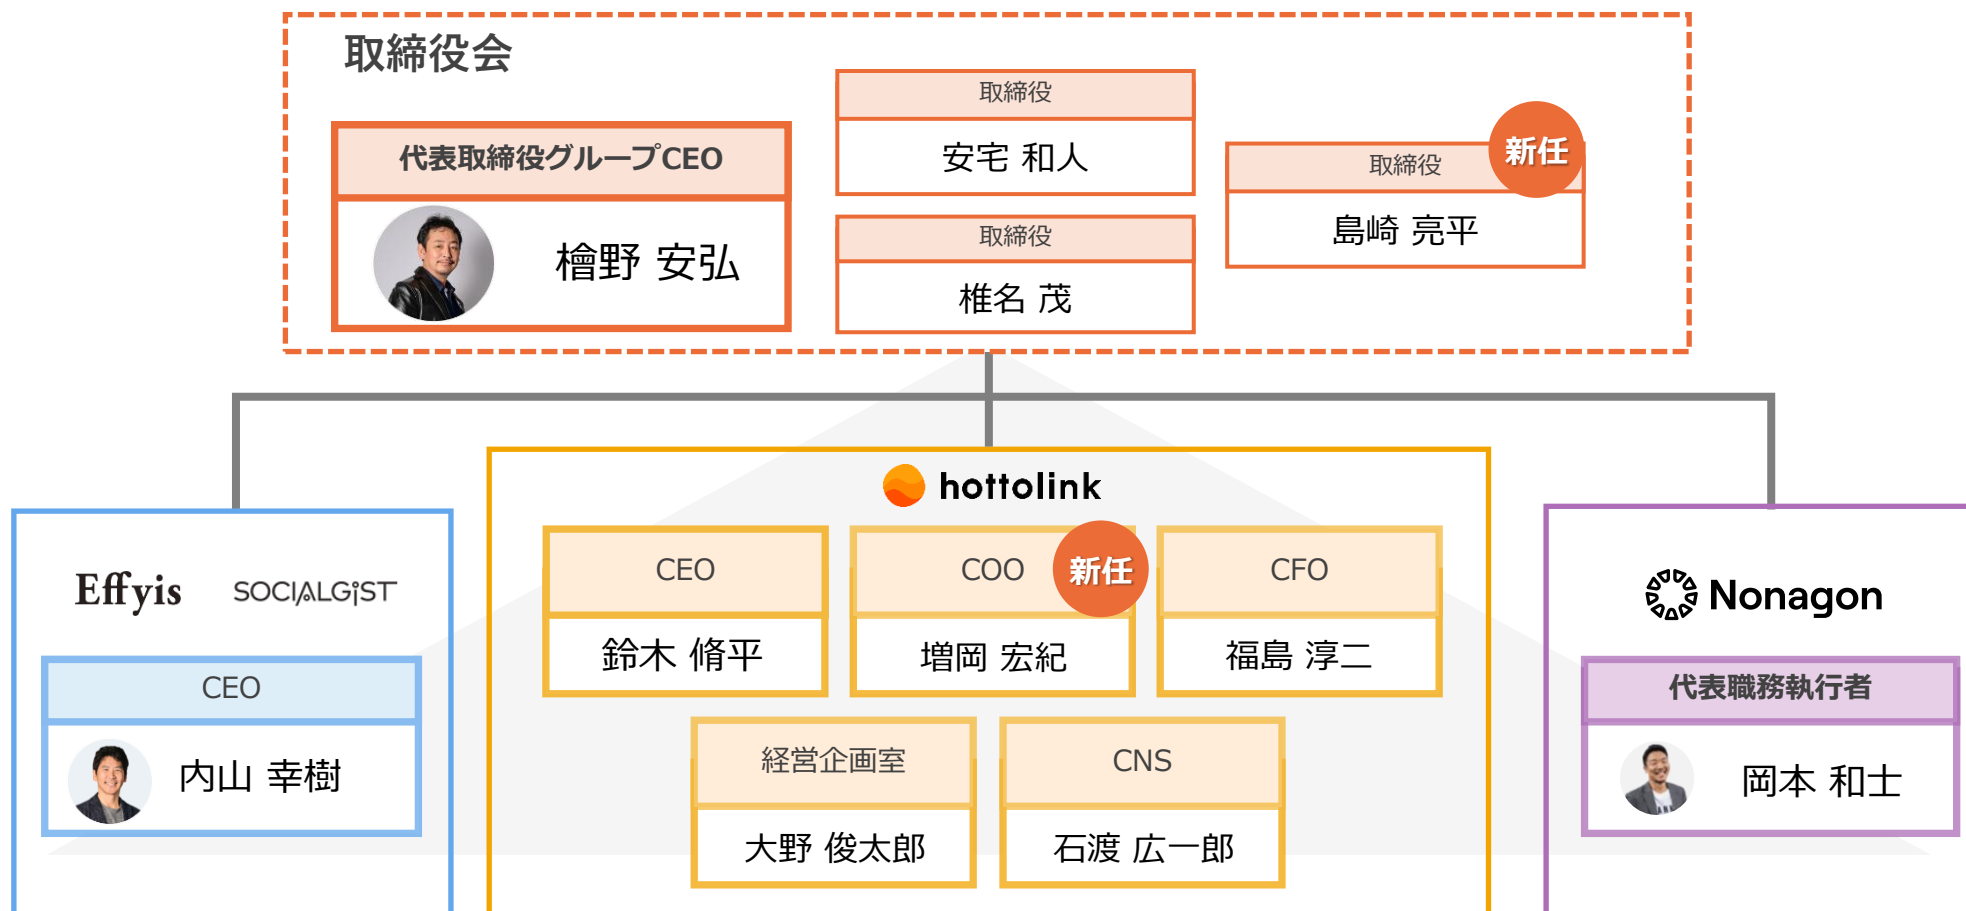 取締役会
代表取締役グループCEO
檜野 安弘
取締役
安宅 和人
取締役
椎名 茂
取締役
新任
島崎 亮平
Effyis
SOCIALGIST
CEO
内山 幸樹
hottolink
CEO
鈴木 脩平
COO
新任
増岡 宏紀
CFO
福島 淳二
経営企画室
大野 俊太郎
CNS
石渡 広一郎
Nonagon
代表職務執行者
岡本 和士